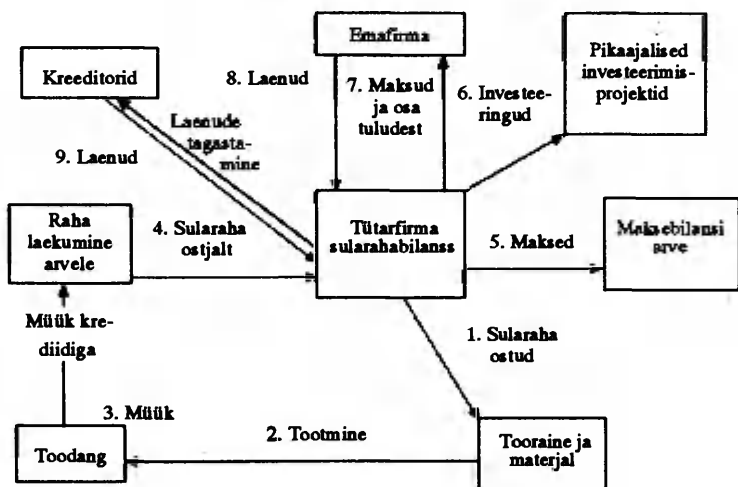 Emafirma
Kreeditorid
8. Laenud
7. Maksud
ja osa
tuludest
6. Investee-
ringud
Pikaajalised
investeerimis-
projektid
Laenude
tagasta-
mine
9. Laenud
Raha
laekumine
arvele
4. Sularaha
ostjalt
Tütarfirma
sularahabilanss
5. Maksed
Maksebilansi
arve
Müük kre-
diidiga
1. Sularaha
ostud
3. Müük
2. Tootmine
Toodang
Tooraine ja
materjal